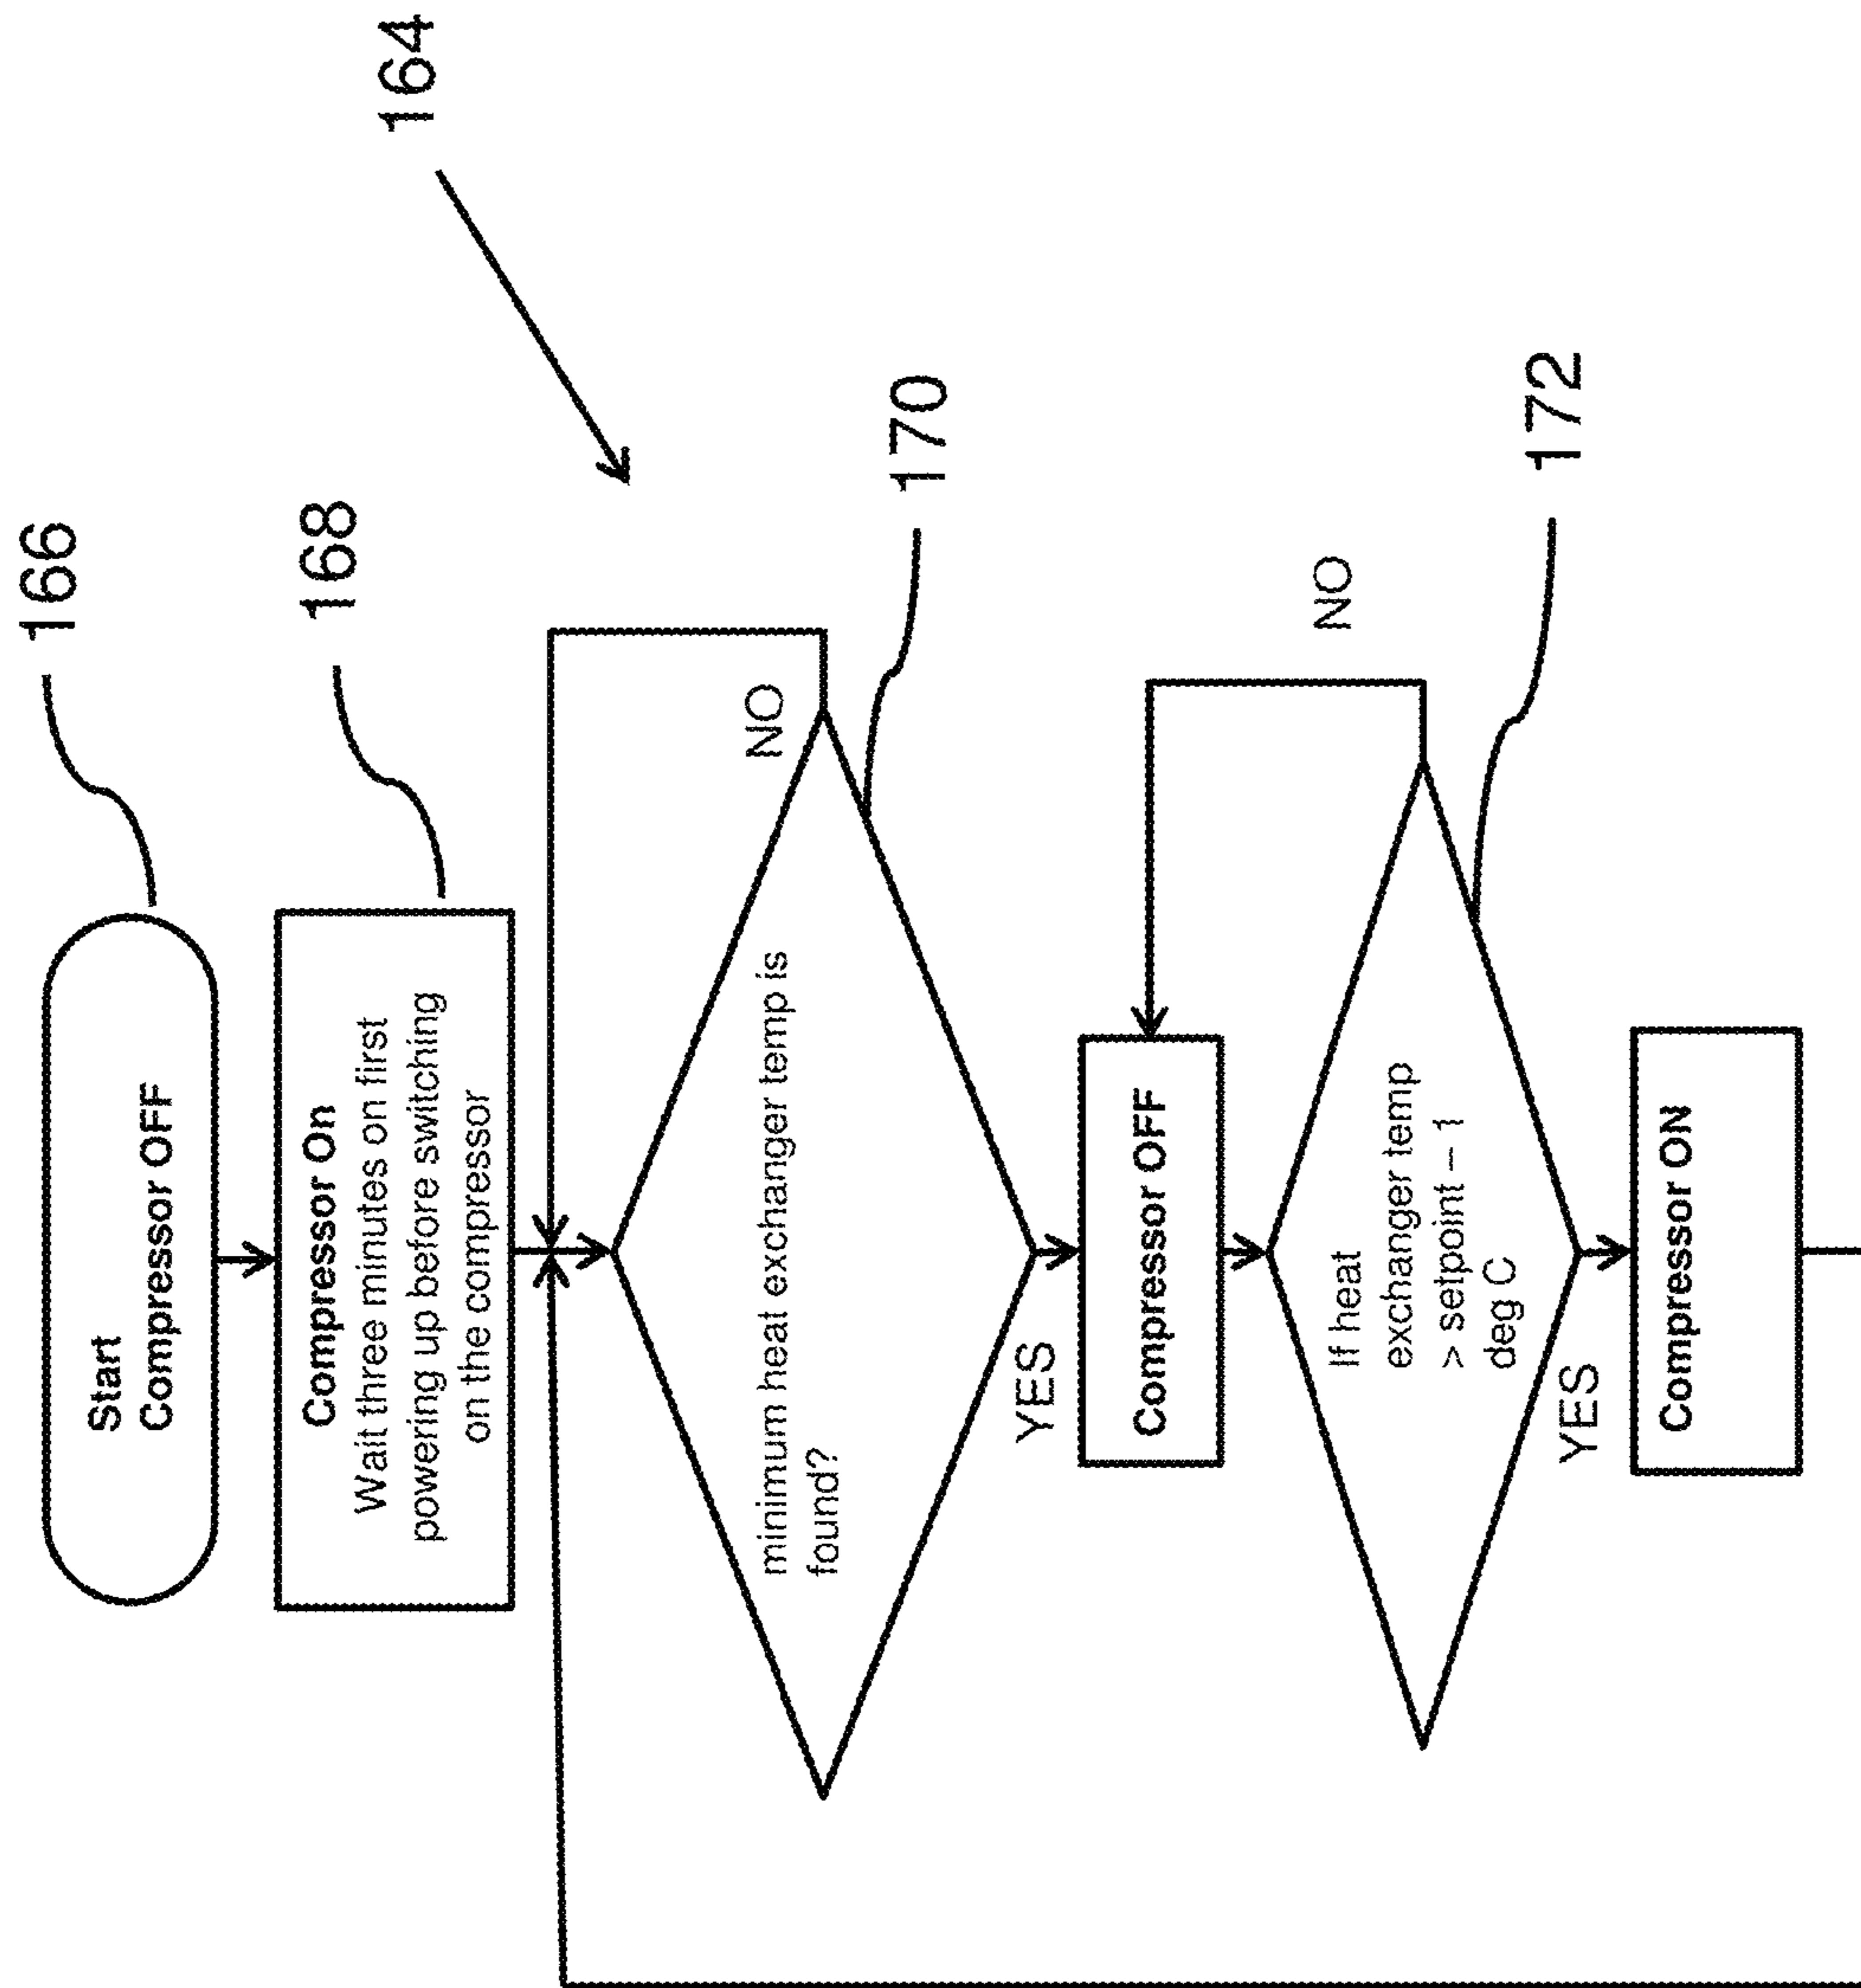 166
Start
Compressor OFF
168
Compressor On
Wait three minutes on first
powering up before switching
on the compressor
164
NO
170
minimum heat exchanger temp is
found?
YES
Compressor OFF
NO
172
If heat
exchanger temp
> setpoint – 1
deg C
YES
Compressor ON